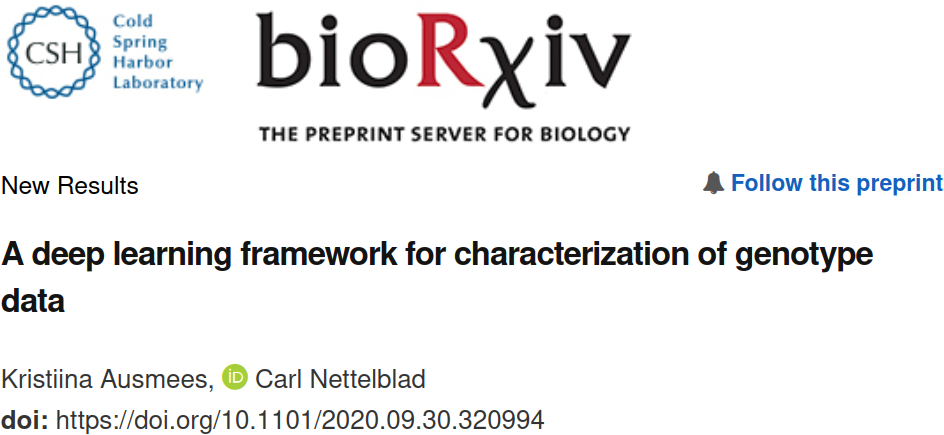 CSH
Cold
Spring
Harbor
Laboratory
bioRχiv
THE PREPRINT SERVER FOR BIOLOGY
New Results
Follow this preprint
A deep learning framework for characterization of genotype
data
Kristiina Ausmees, iD Carl Nettelblad
doi: https://doi.org/10.1101/2020.09.30.320994